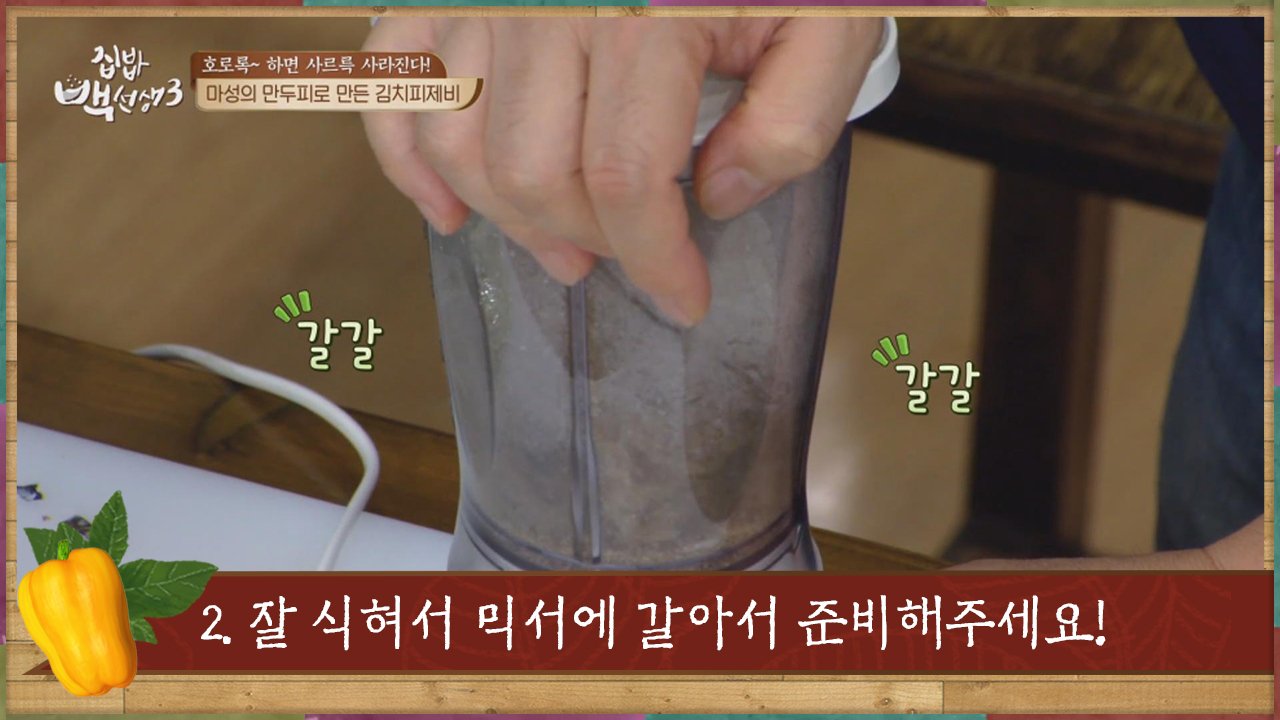 집밥
백선생3
호로록~ 하면 사르륵 사라진다!
마성의 만두피로 만든 김치피제비
갈갈
갈갈
2. 잘 식혀서 믹서에 갈아서 준비해주세요!